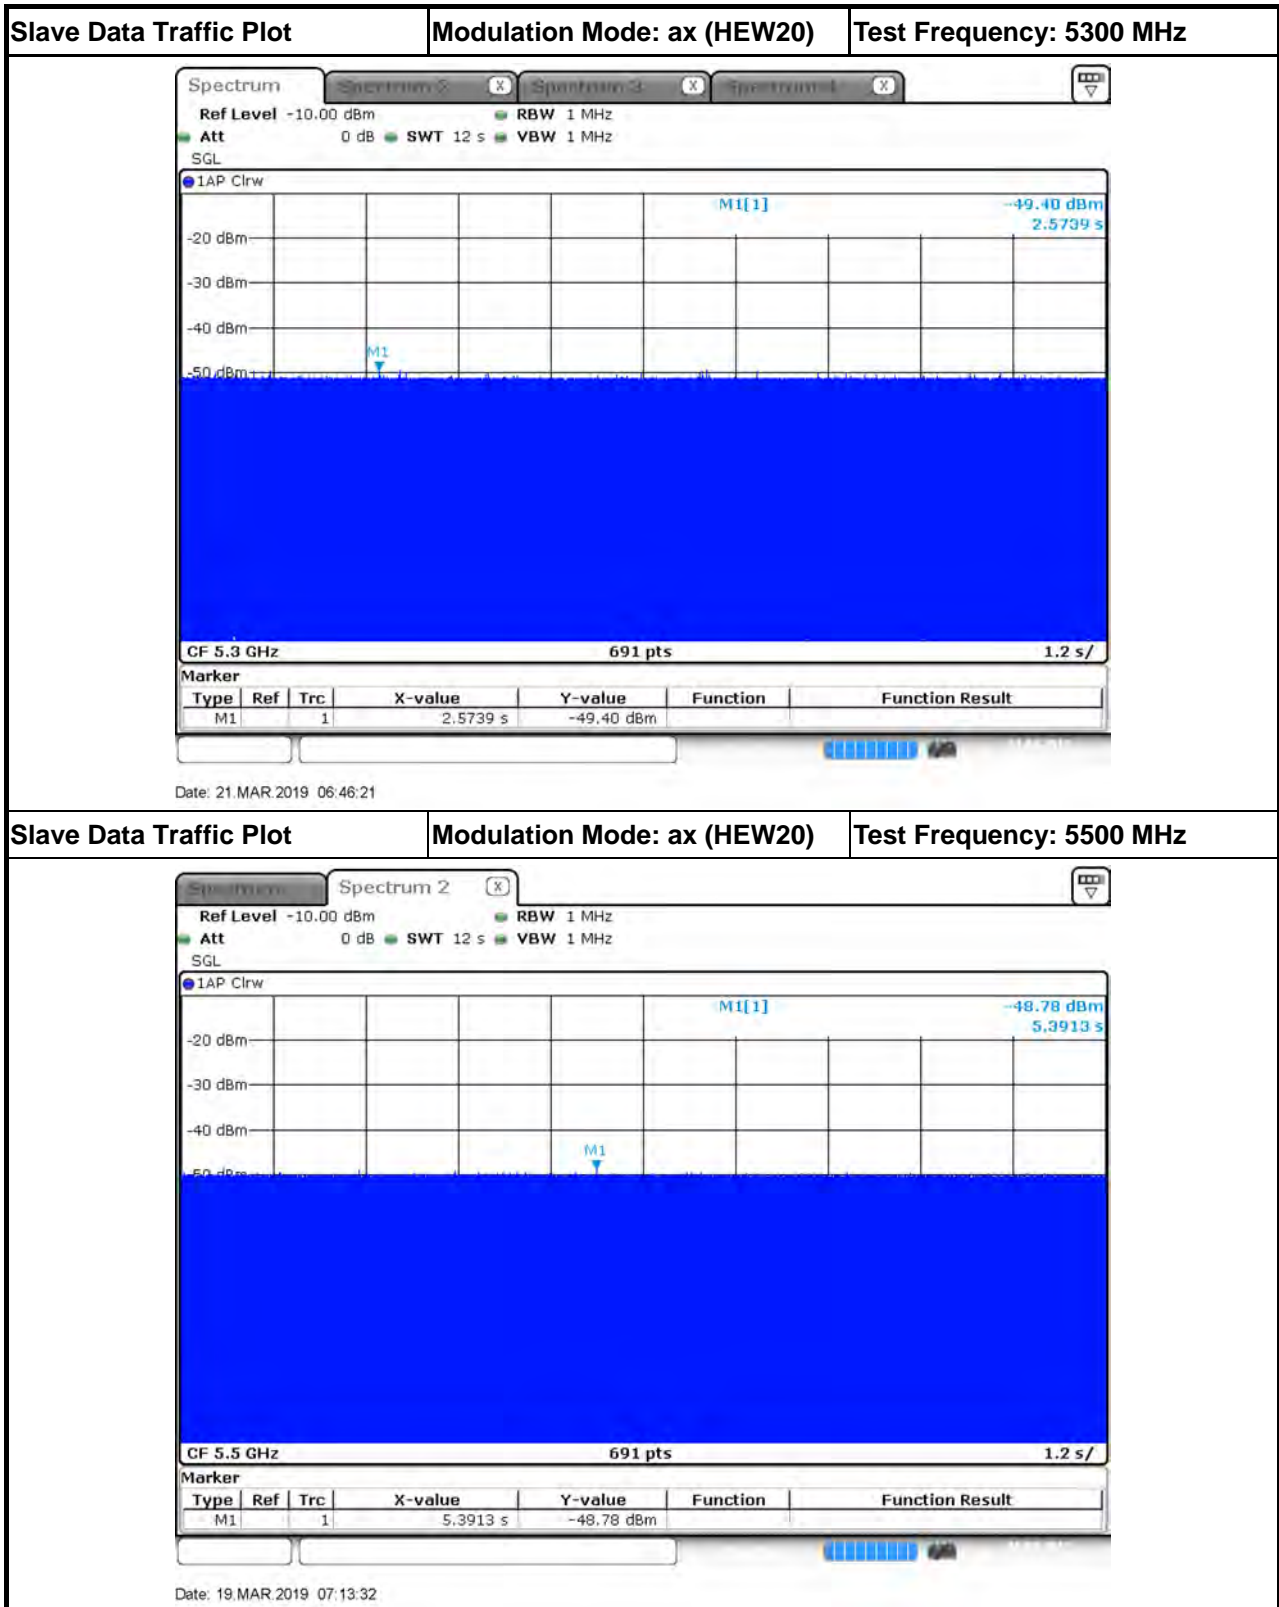 Slave Data Traffic Plot Modulation Mode: ax (HEW20) Test Frequency: 5300 MHz
Spectrum
Ref Level -10.00 dBm RBW 1 MHz
Att 0 dB SWT 12 s VBW 1 MHz
SGL
1AP Clrw
M1[1] -49.40 dBm
2.5739 s
-20 dBm
-30 dBm
-40 dBm
M1
-50 dBm
CF 5.3 GHz 691 pts 1.2 s/
Marker
Type Ref Trc X-value Y-value Function Function Result
M1 1 2.5739 s -49.40 dBm
Date: 21.MAR.2019 06:46:21
Slave Data Traffic Plot Modulation Mode: ax (HEW20) Test Frequency: 5500 MHz
Spectrum 2
Ref Level -10.00 dBm RBW 1 MHz
Att 0 dB SWT 12 s VBW 1 MHz
SGL
1AP Clrw
M1[1] -48.78 dBm
5.3913 s
-20 dBm
-30 dBm
-40 dBm
M1
CF 5.5 GHz 691 pts 1.2 s/
Marker
Type Ref Trc X-value Y-value Function Function Result
M1 1 5.3913 s -48.78 dBm
Date: 19.MAR.2019 07:13:32